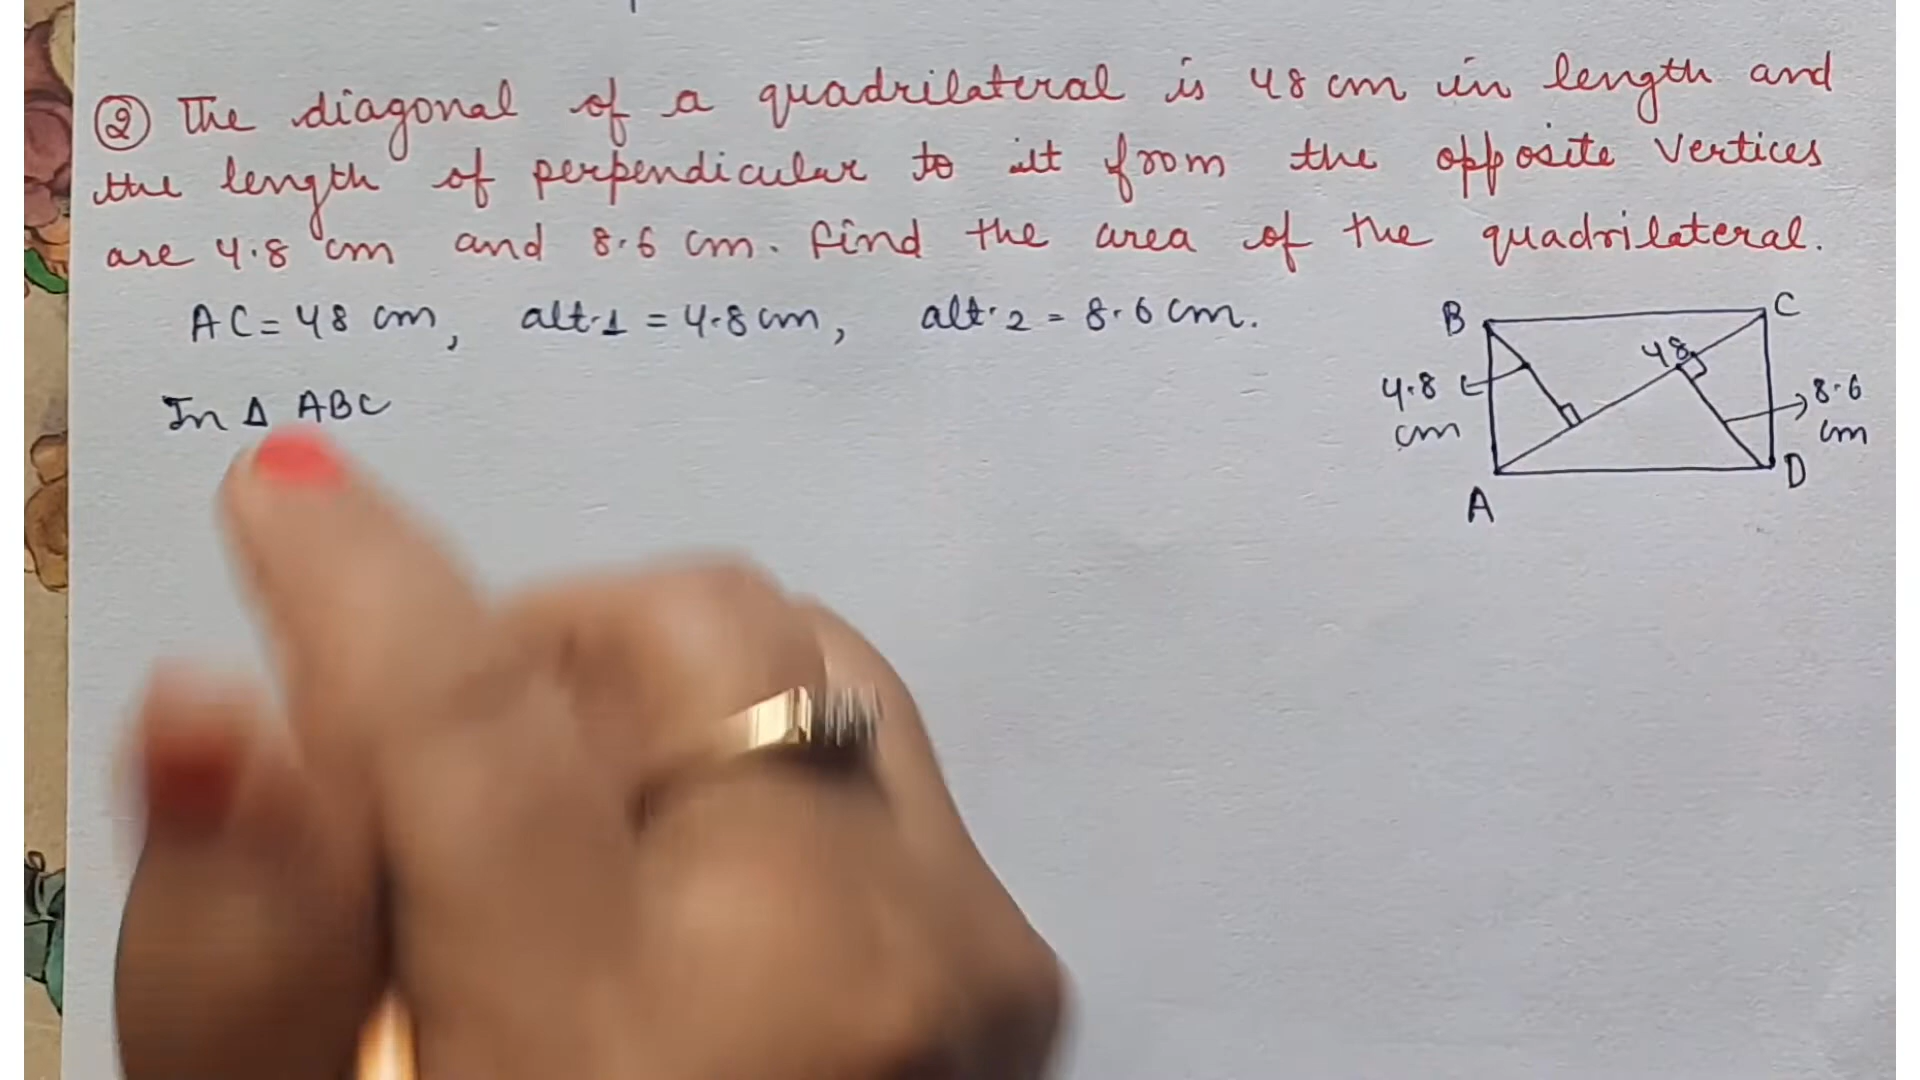 ② The diagonal of a quadrilateral is 48 cm in length and
the length of perpendicular to it from the opposite vertices
are 4.8 cm and 8.6 cm. Find the area of the quadrilateral.
AC = 48 cm, alt.1 = 4.8 cm, alt.2 = 8.6 cm.
B C
48
4.8 8.6
cm cm
In Δ ABC
D
A